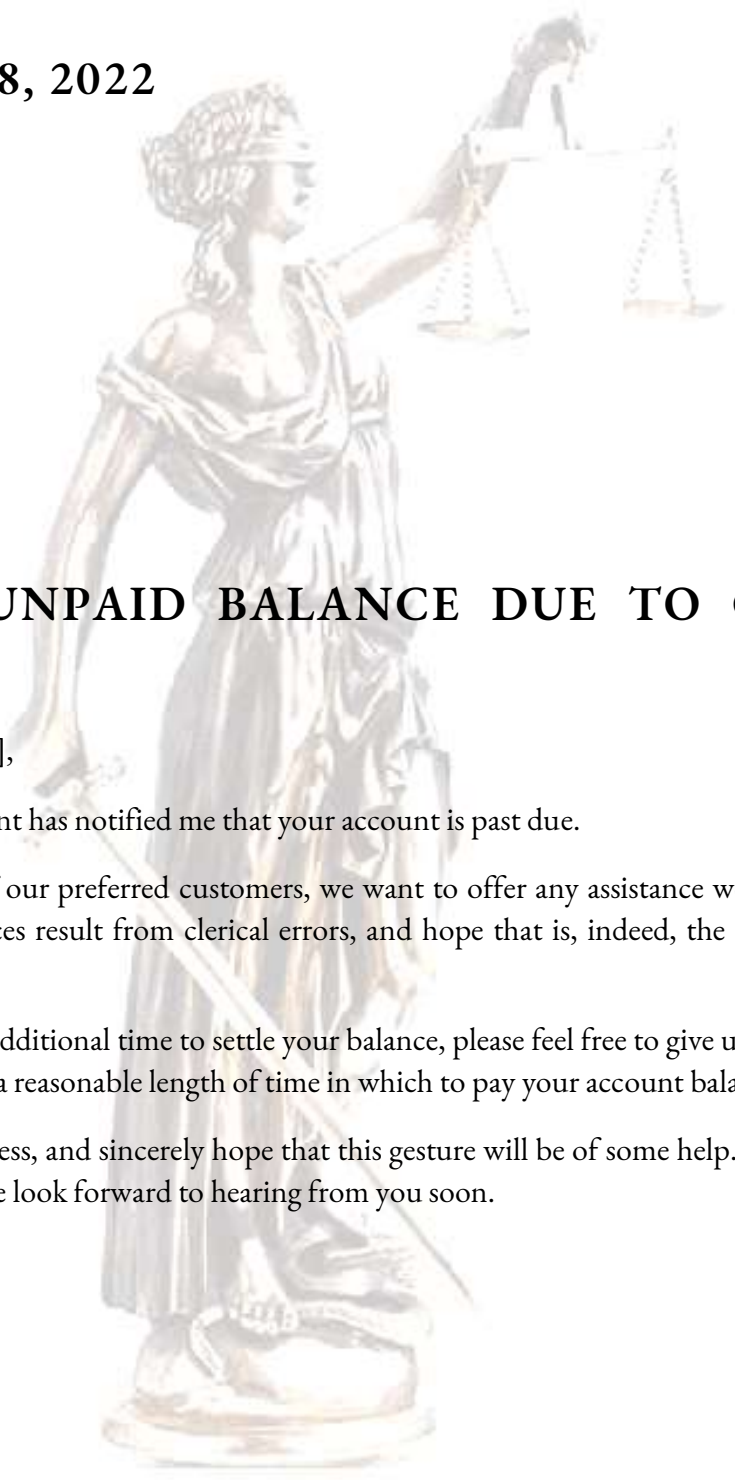 8, 2022
UNPAID BALANCE DUE TO
],
nt has notified me that your account is past due.
our preferred customers, we want to offer any assistance w
ces result from clerical errors, and hope that is, indeed, the
dditional time to settle your balance, please feel free to give u
a reasonable length of time in which to pay your account bala
ess, and sincerely hope that this gesture will be of some help.
e look forward to hearing from you soon.